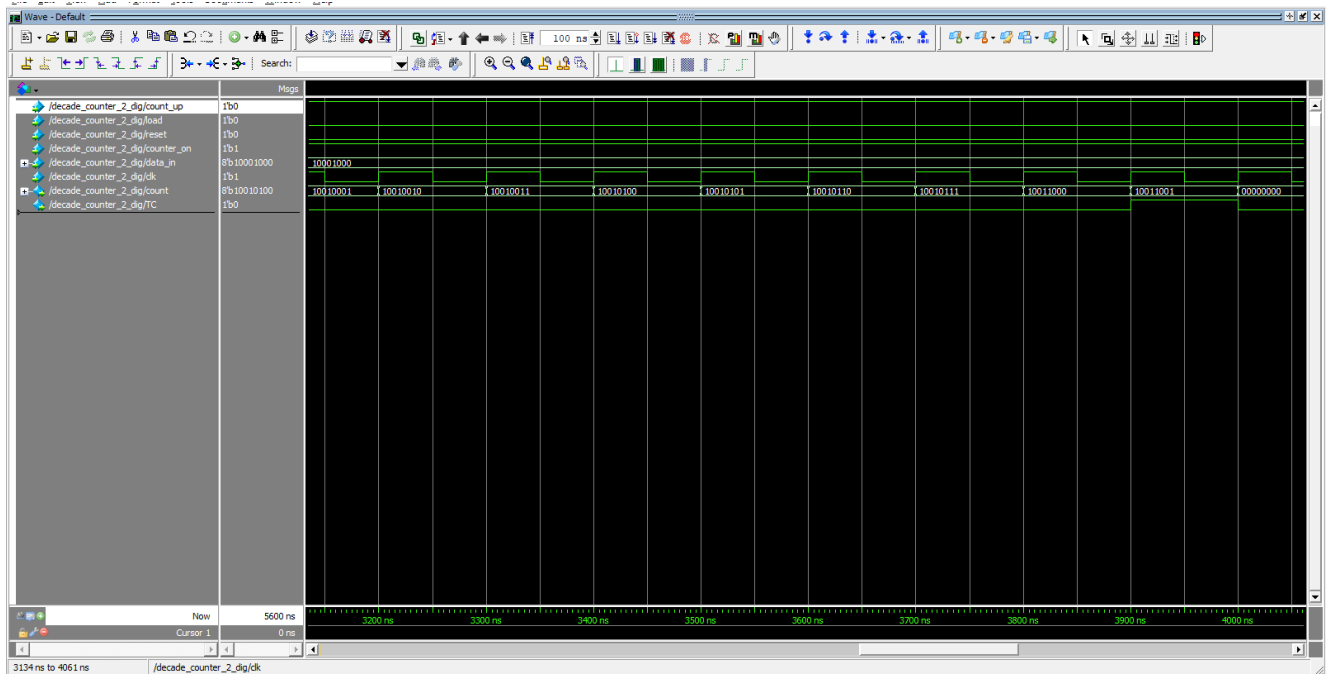 Wave - Default
100 ns
Search:
Msgs
/decade_counter_2_dig/count_up 1'b0
/decade_counter_2_dig/load 1'b0
/decade_counter_2_dig/reset 1'b0
/decade_counter_2_dig/counter_on 1'b1
/decade_counter_2_dig/data_in 8'b10001000 10001000
/decade_counter_2_dig/clk 1'b1
/decade_counter_2_dig/count 8'b10010100 10010001 10010010 10010011 10010100 10010101 10010110 10010111 10011000 10011001 00000000
/decade_counter_2_dig/TC 1'b0
Now 5600 ns
3200 ns 3300 ns 3400 ns 3500 ns 3600 ns 3700 ns 3800 ns 3900 ns 4000 ns
Cursor 1 0 ns
3134 ns to 4061 ns /decade_counter_2_dig/clk